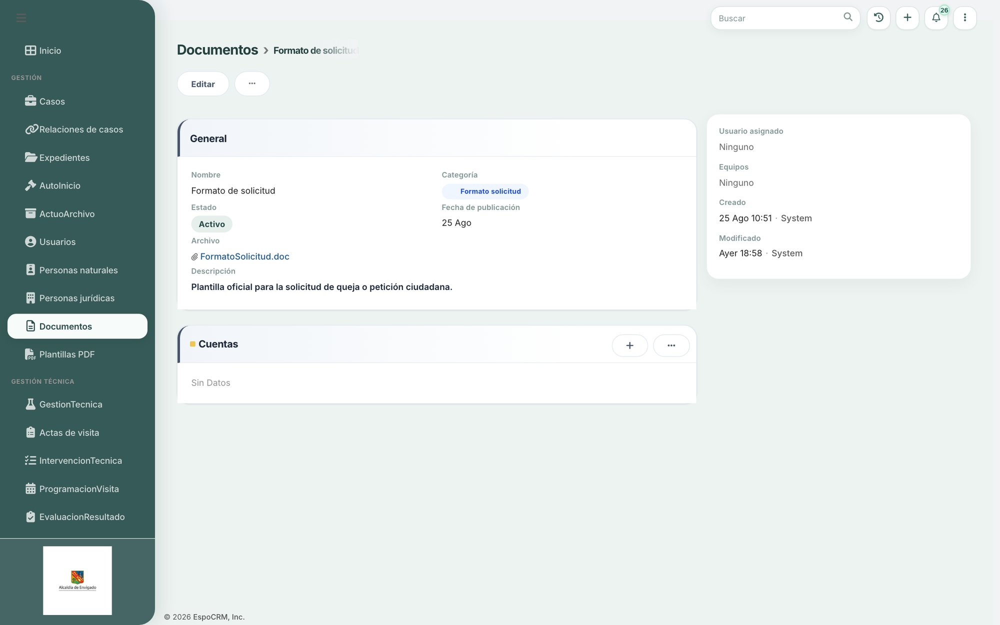 Buscar
26
Inicio
Documentos > Formato de solicitud
GESTIÓN
Editar
Casos
Relaciones de casos
Expedientes
AutoInicio
ActuoArchivo
Usuarios
Personas naturales
Personas jurídicas
Documentos
Plantillas PDF
GESTIÓN TÉCNICA
GestionTecnica
Actas de visita
IntervencionTecnica
ProgramacionVisita
EvaluacionResultado
Alcaldía de Envigado
General
Nombre
Formato de solicitud
Categoría
Formato solicitud
Estado
Activo
Fecha de publicación
25 Ago
Archivo
FormatoSolicitud.doc
Descripción
Plantilla oficial para la solicitud de queja o petición ciudadana.
Cuentas
Sin Datos
Usuario asignado
Ninguno
Equipos
Ninguno
Creado
25 Ago 10:51 · System
Modificado
Ayer 18:58 · System
© 2026 EspoCRM, Inc.